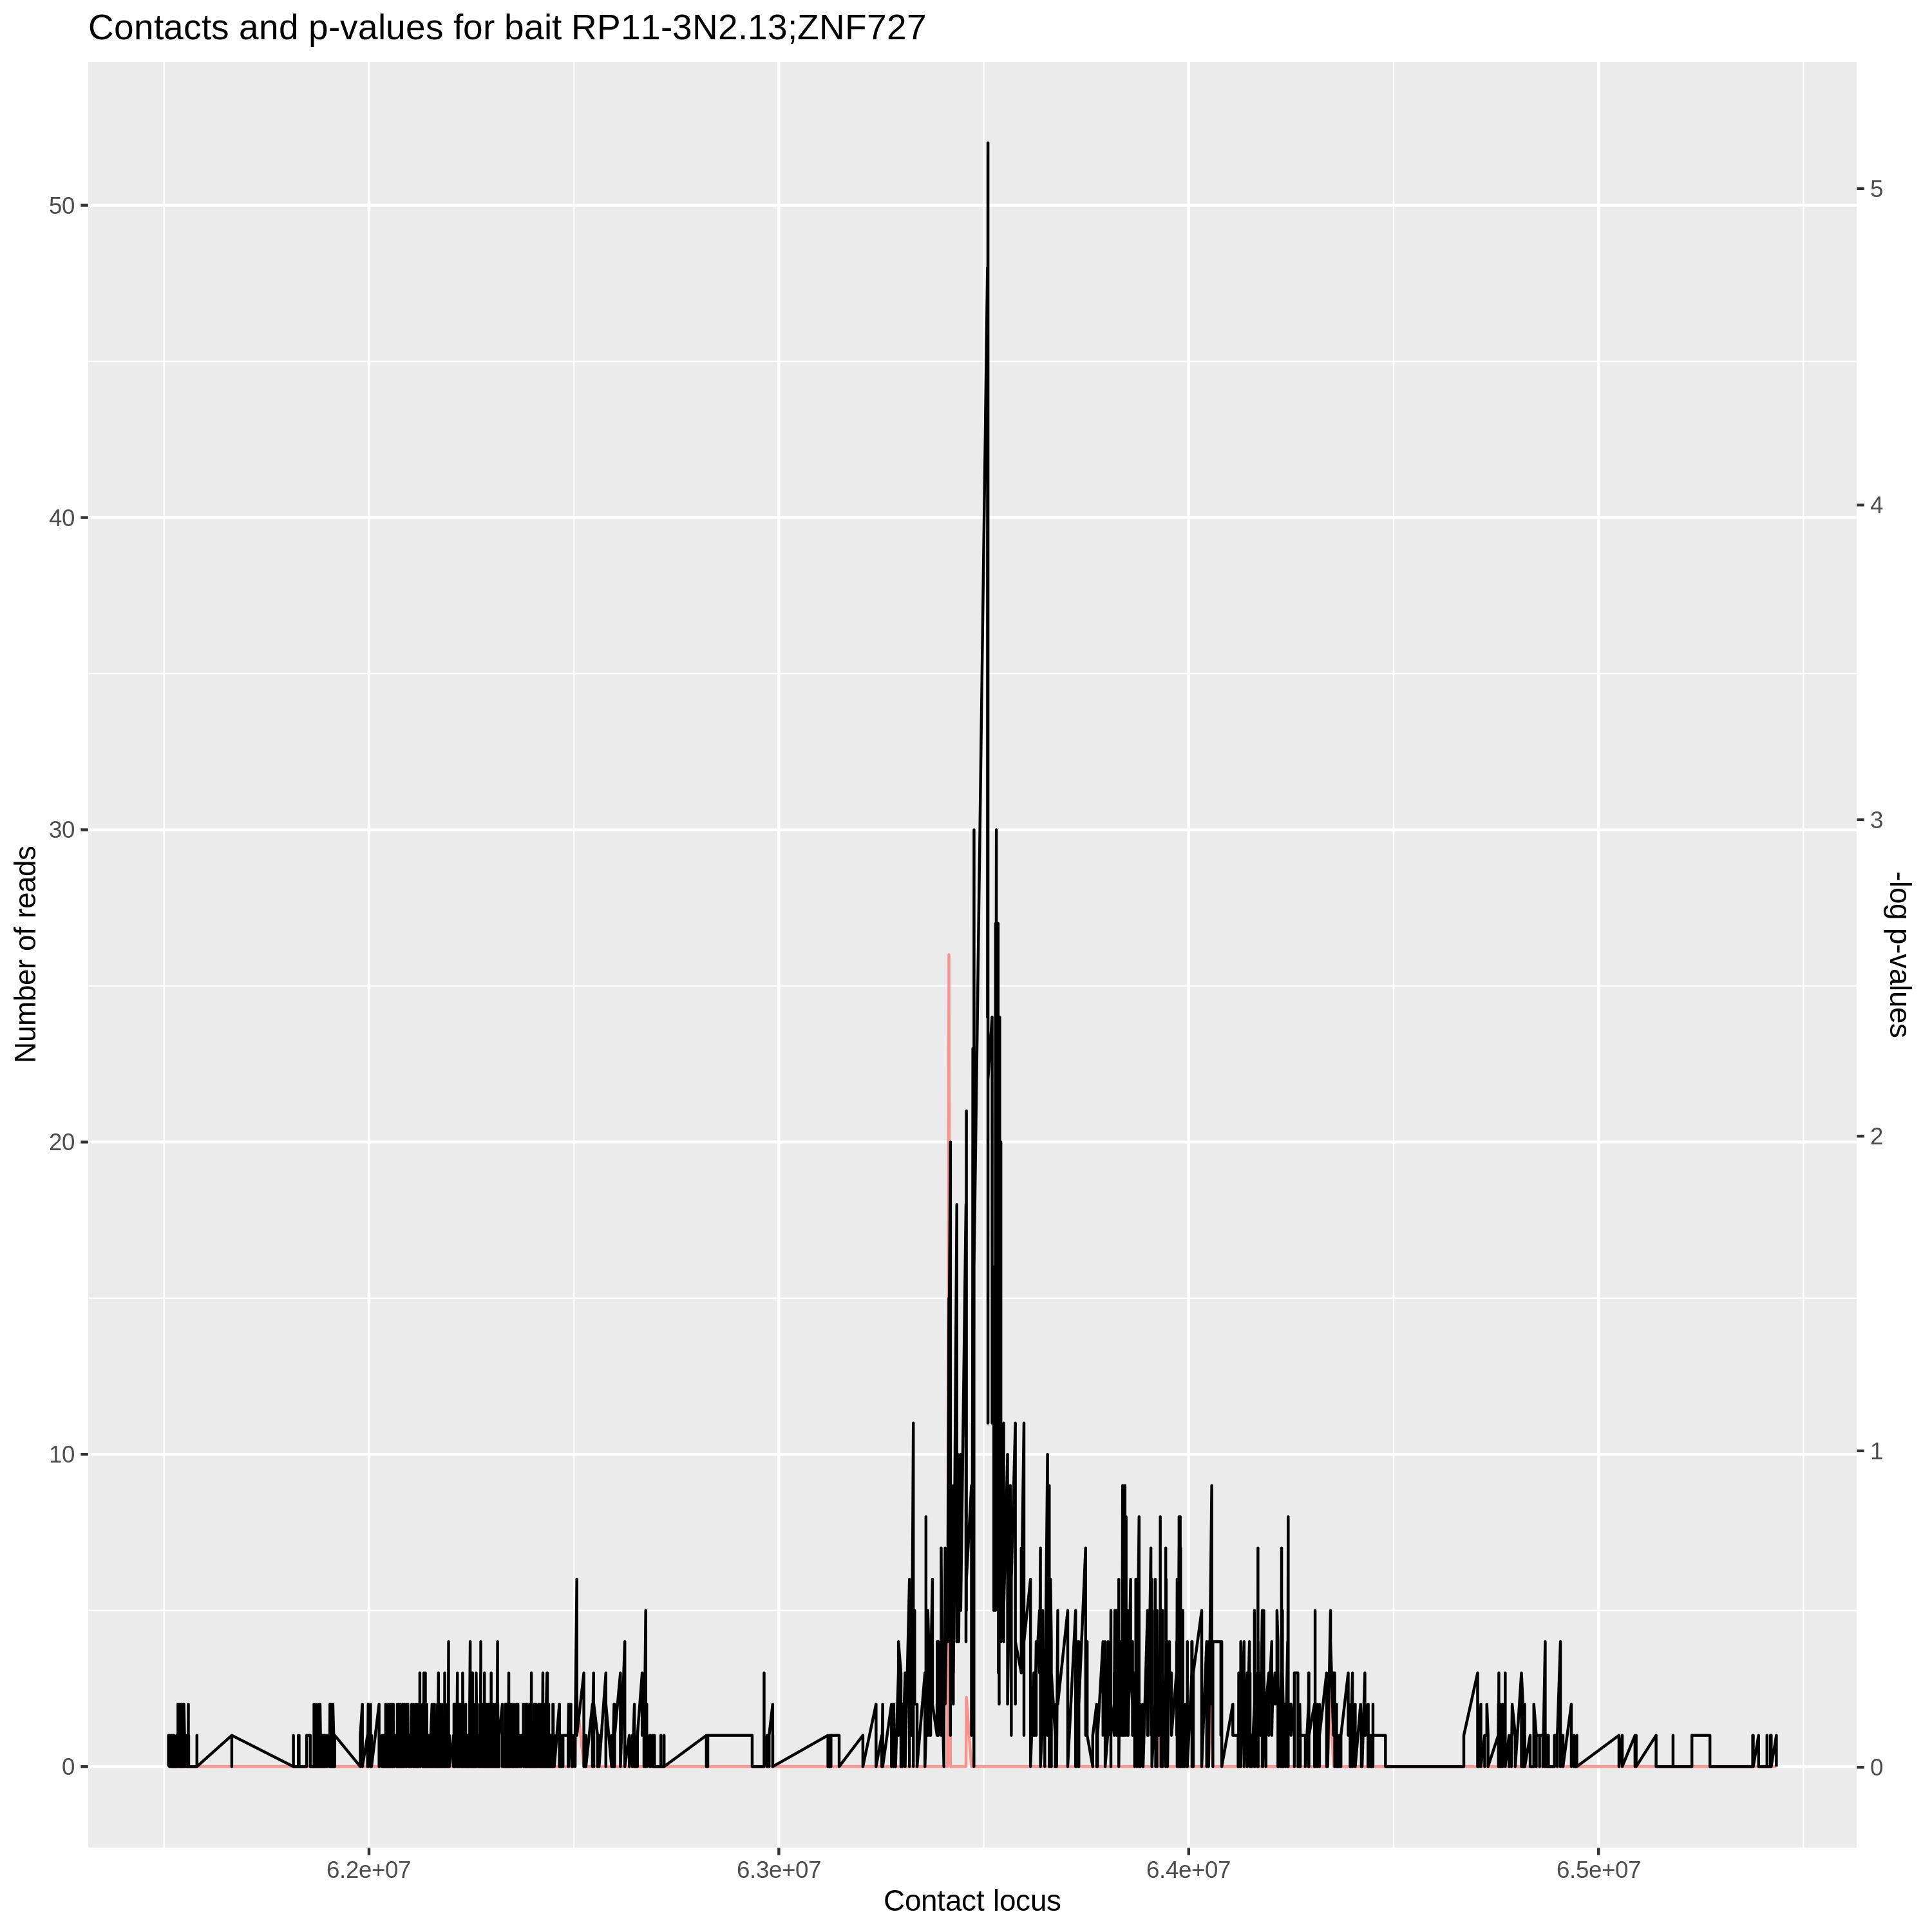 Contacts and p-values for bait RP11-3N2.13;ZNF727
50
40
30
20
10
0
5
4
3
2
1
0
Number of reads
-log p-values
6.2e+07
6.3e+07
6.4e+07
6.5e+07
Contact locus